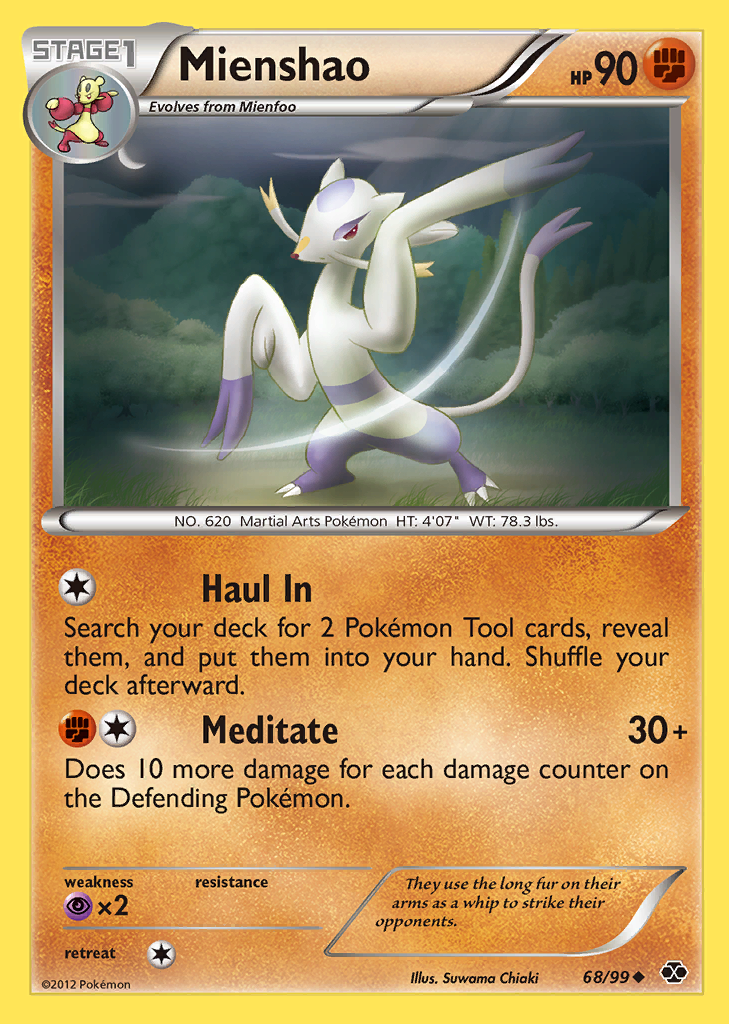 STAGE1
Mienshao
HP 90
Evolves from Mienfoo
NO. 620 Martial Arts Pokémon HT: 4'07" WT: 78.3 lbs.
Haul In
Search your deck for 2 Pokémon Tool cards, reveal
them, and put them into your hand. Shuffle your
deck afterward.
Meditate 30+
Does 10 more damage for each damage counter on
the Defending Pokémon.
weakness resistance
×2
They use the long fur on their
arms as a whip to strike their
opponents.
retreat
©2012 Pokémon
Illus. Suwama Chiaki
68/99